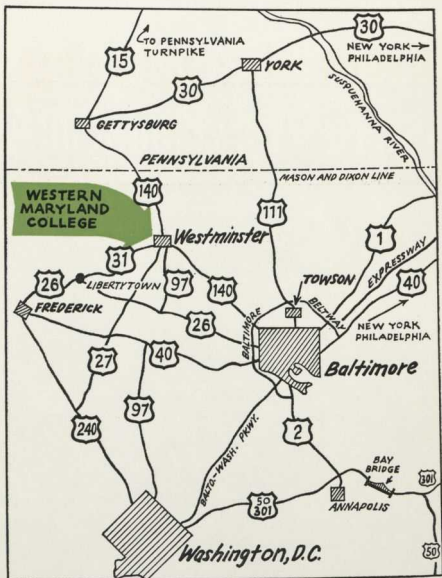 30
15
TO PENNSYLVANIA
TURNPIKE
NEW YORK→
PHILADELPHIA
YORK
30
SUSQUEHANNA RIVER
GETTYSBURG
PENNSYLVANIA
MASON AND DIXON LINE
140
WESTERN
MARYLAND
COLLEGE
111
1
Westminster
31
EXPRESSWAY
26
LIBERTYTOWN
97
140
TOWSON
40
BELTWAY
FREDERICK
26
BALTIMORE
NEW YORK
PHILADELPHIA
27
40
Baltimore
97
2
240
BALTO.-WASH. PKWY.
BAY
BRIDGE
301
50
301
ANNAPOLIS
50
Washington, D.C.